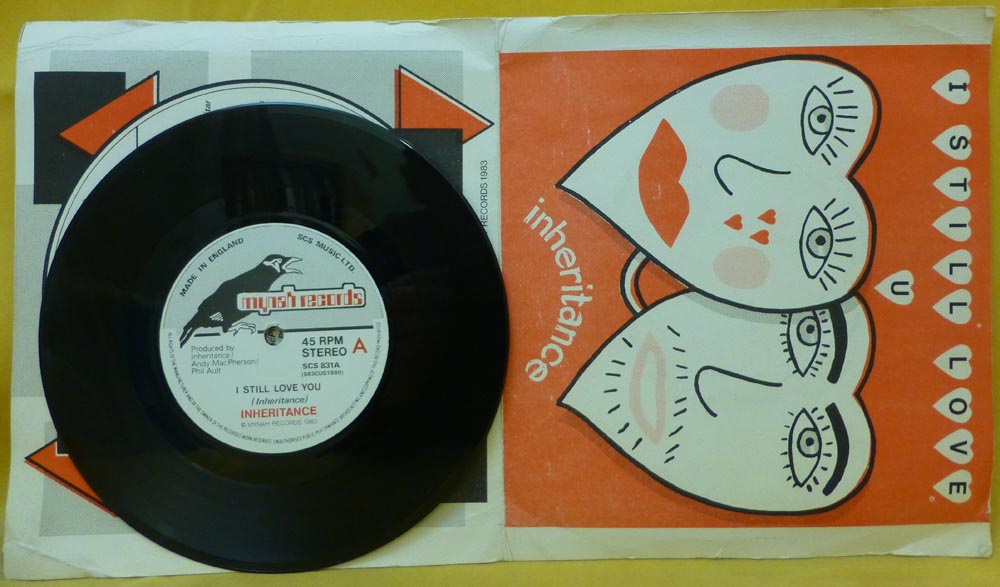 MADE IN ENGLAND
SCS MUSIC LTD.
mynah records
Produced by
Inheritance/
Andy MacPherson/
Phil Ault
45 RPM
STEREO
A
SCS 831A
I STILL LOVE YOU
(Inheritance)
INHERITANCE
© MYNAH RECORDS 1983
RECORDS 1983
I STILL LOVE
U
inheritance